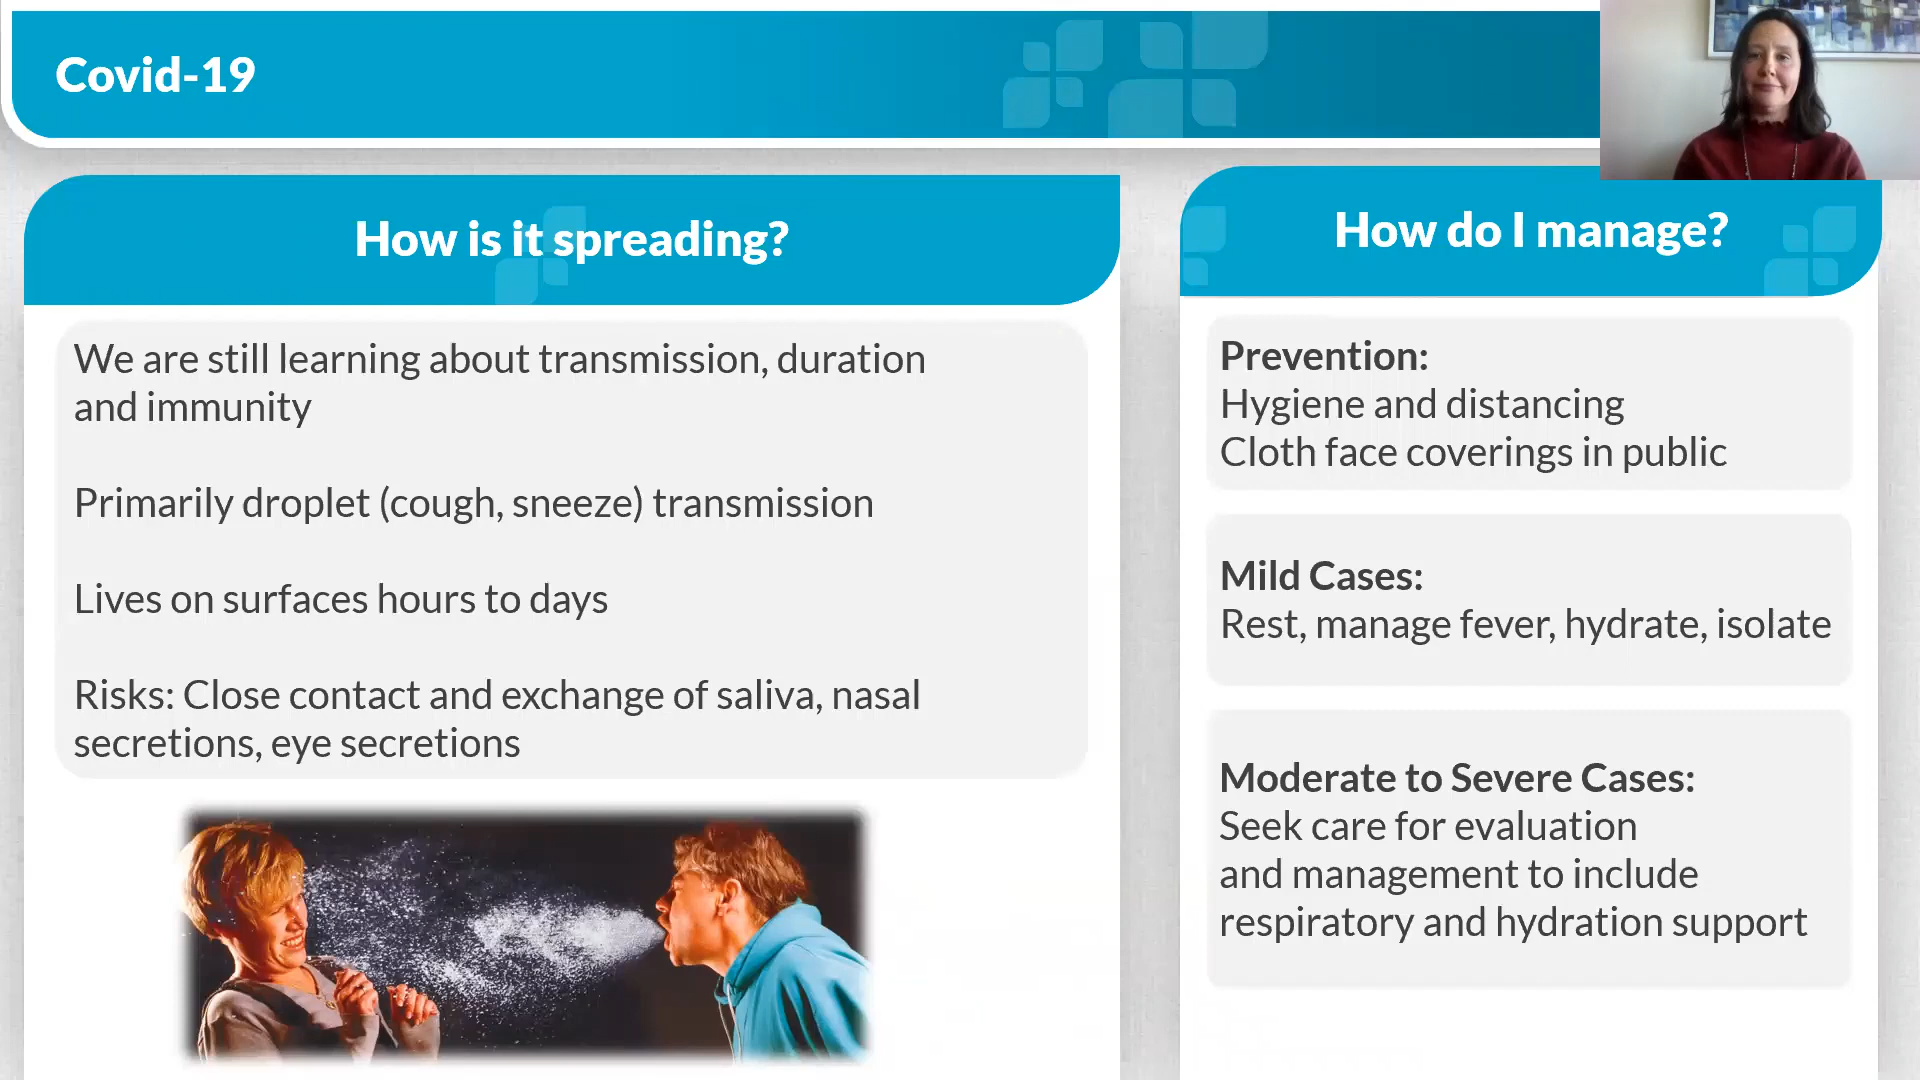 Covid-19
How is it spreading?
We are still learning about transmission, duration
and immunity
Primarily droplet (cough, sneeze) transmission
Lives on surfaces hours to days
Risks: Close contact and exchange of saliva, nasal
secretions, eye secretions
How do I manage?
Prevention:
Hygiene and distancing
Cloth face coverings in public
Mild Cases:
Rest, manage fever, hydrate, isolate
Moderate to Severe Cases:
Seek care for evaluation
and management to include
respiratory and hydration support